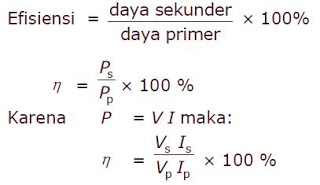 Efisiensi = daya sekunder / daya primer × 100%
η = Ps / Pp × 100 %
Karena P = V I maka:
η = Vs Is / Vp Ip × 100 %